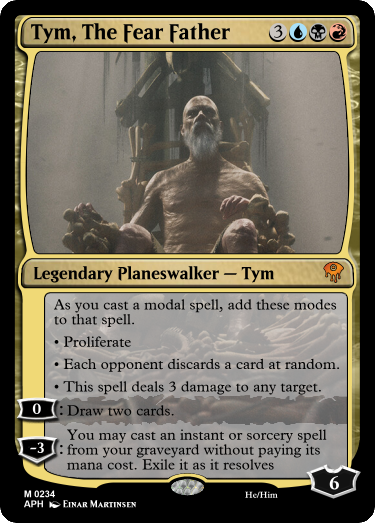 Tym, The Fear Father 3
Legendary Planeswalker — Tym
As you cast a modal spell, add these modes
to that spell.
• Proliferate
• Each opponent discards a card at random.
• This spell deals 3 damage to any target.
0 : Draw two cards.
-3 : You may cast an instant or sorcery spell
from your graveyard without paying its
mana cost. Exile it as it resolves
6
M 0234
APH Einar Martinsen
He/Him